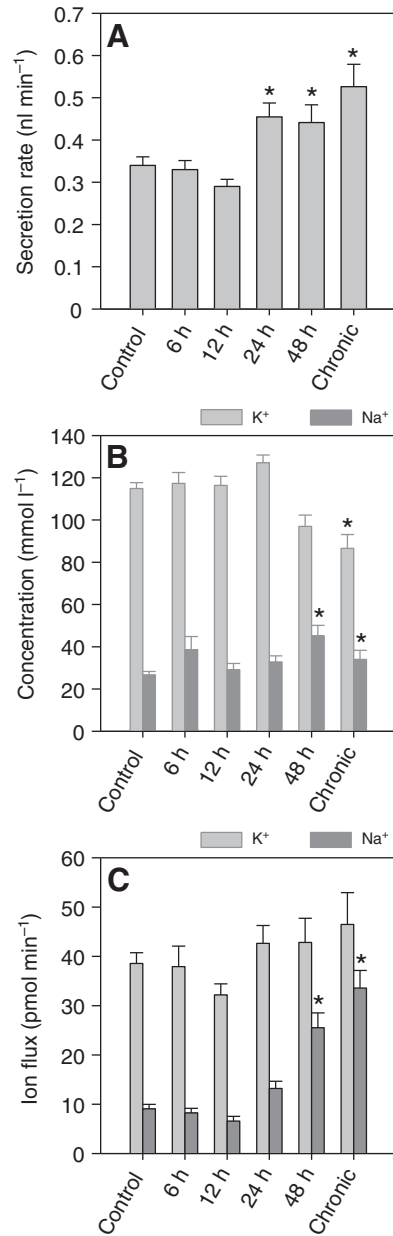 A
Secretion rate (nl min⁻¹)
0.7
0.6
0.5
0.4
0.3
0.2
0.1
0
* * *
Control 6 h 12 h 24 h 48 h Chronic
K⁺ Na⁺
B
Concentration (mmol l⁻¹)
140
120
100
80
60
40
20
0
*
* *
Control 6 h 12 h 24 h 48 h Chronic
K⁺ Na⁺
C
Ion flux (pmol min⁻¹)
60
50
40
30
20
10
0
* *
Control 6 h 12 h 24 h 48 h Chronic